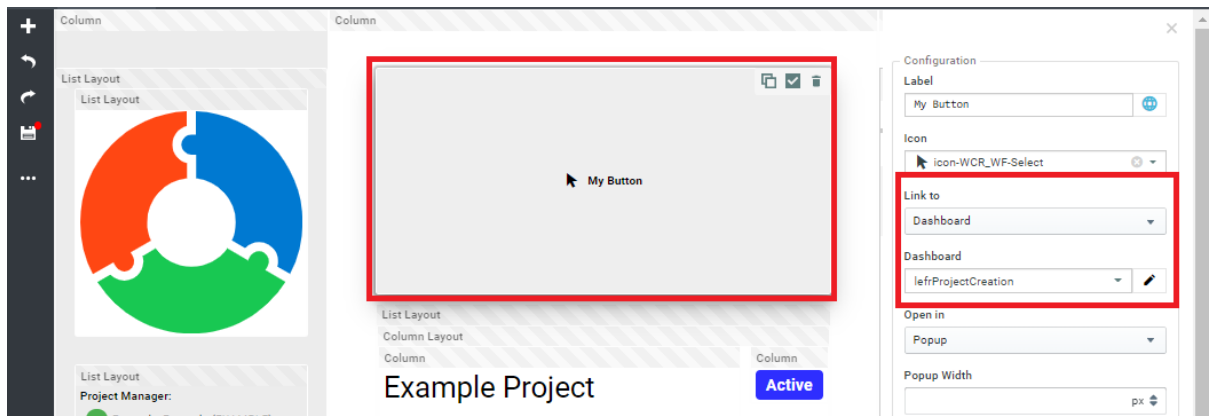 Column
List Layout
List Layout
List Layout
Project Manager:
Column
My Button
List Layout
Column Layout
Column
Column
Example Project
Active
Configuration
Label
My Button
Icon
icon-WCR_WF-Select
Link to
Dashboard
Dashboard
lefrProjectCreation
Open in
Popup
Popup Width
px